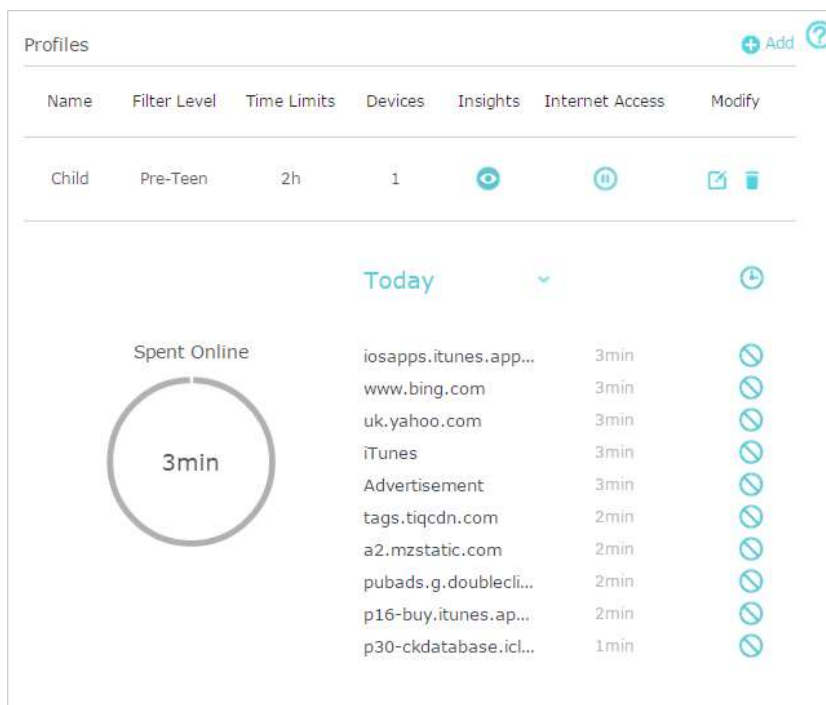 Profiles
Add
Name Filter Level Time Limits Devices Insights Internet Access Modify
Child Pre-Teen 2h 1
Today
Spent Online
3min
iosapps.itunes.app... 3min
www.bing.com 3min
uk.yahoo.com 3min
iTunes 3min
Advertisement 3min
tags.tiqcdn.com 2min
a2.mzstatic.com 2min
pubads.g.doublecli... 2min
p16-buy.itunes.ap... 2min
p30-ckdatabase.icl... 1min